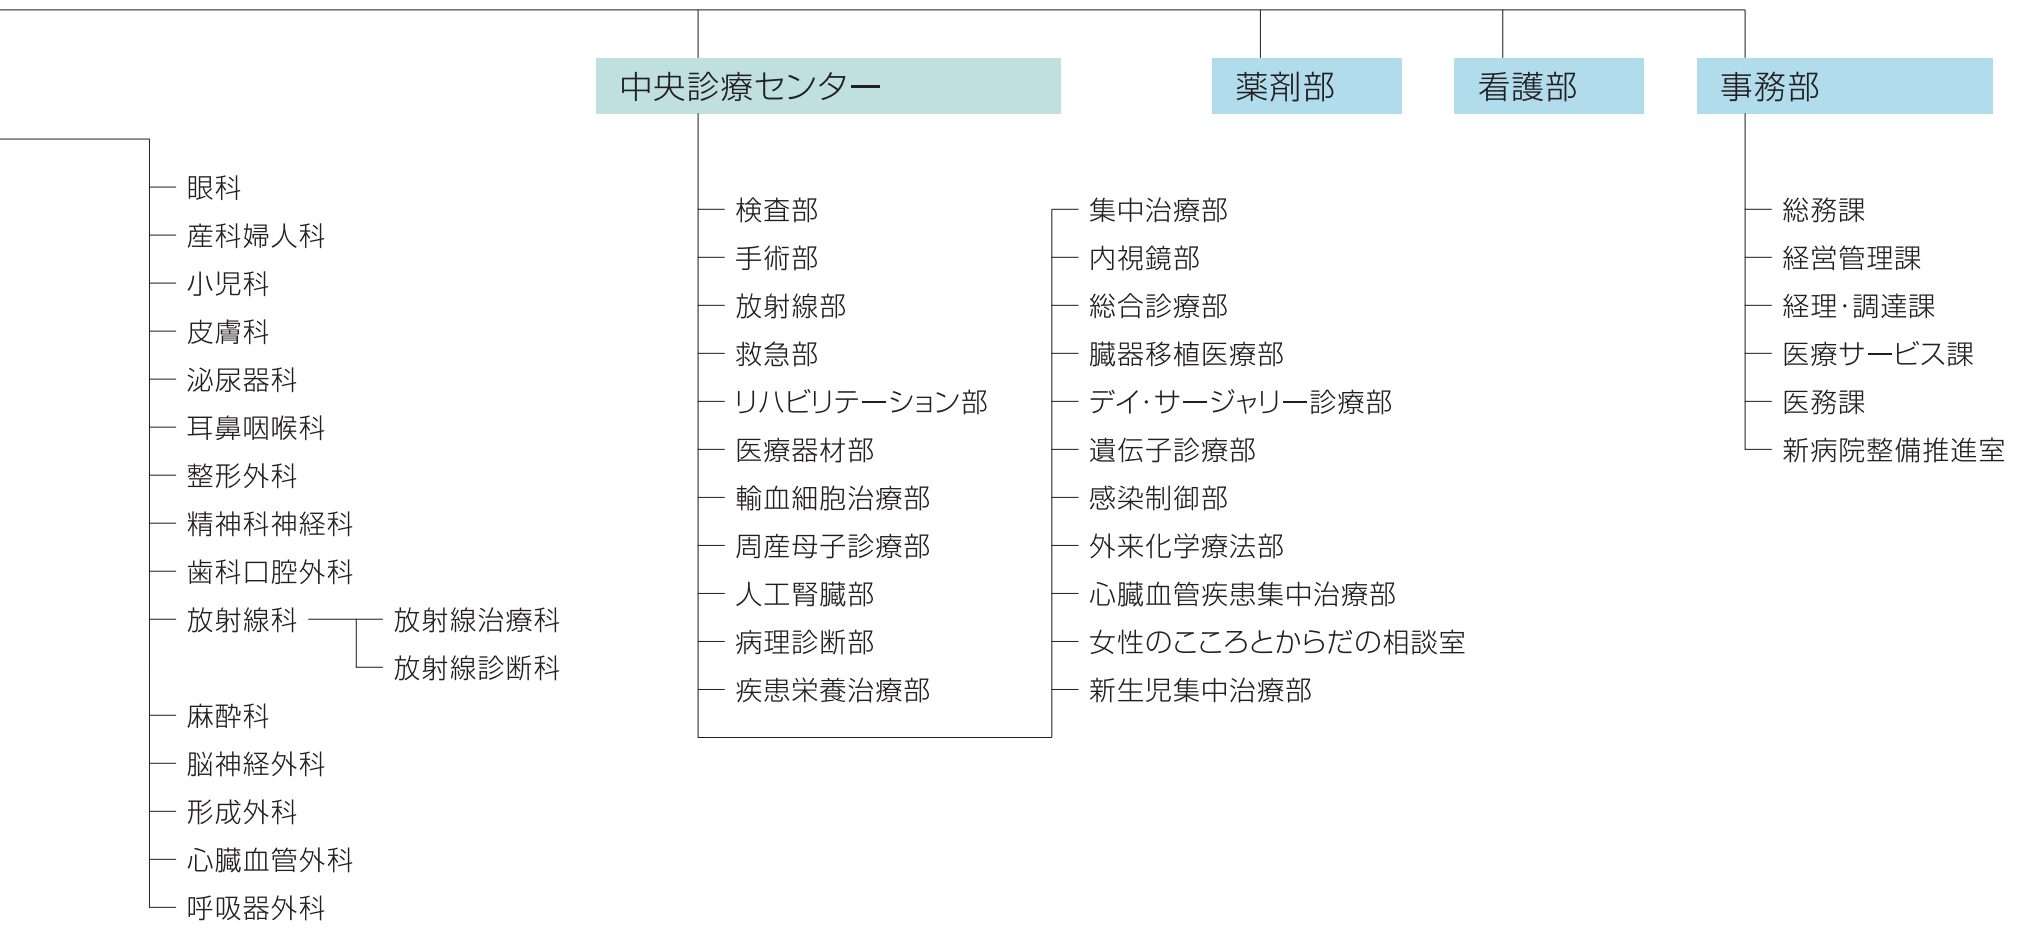 中央診療センター
薬剤部
看護部
事務部
眼科
産科婦人科
小児科
皮膚科
泌尿器科
耳鼻咽喉科
整形外科
精神科神経科
歯科口腔外科
放射線科
放射線治療科
放射線診断科
麻酔科
脳神経外科
形成外科
心臓血管外科
呼吸器外科
検査部
手術部
放射線部
救急部
リハビリテーション部
医療器材部
輸血細胞治療部
周産母子診療部
人工腎臓部
病理診断部
疾患栄養治療部
集中治療部
内視鏡部
総合診療部
臓器移植医療部
デイ・サージャリー診療部
遺伝子診療部
感染制御部
外来化学療法部
心臓血管疾患集中治療部
女性のこころとからだの相談室
新生児集中治療部
総務課
経営管理課
経理・調達課
医療サービス課
医務課
新病院整備推進室